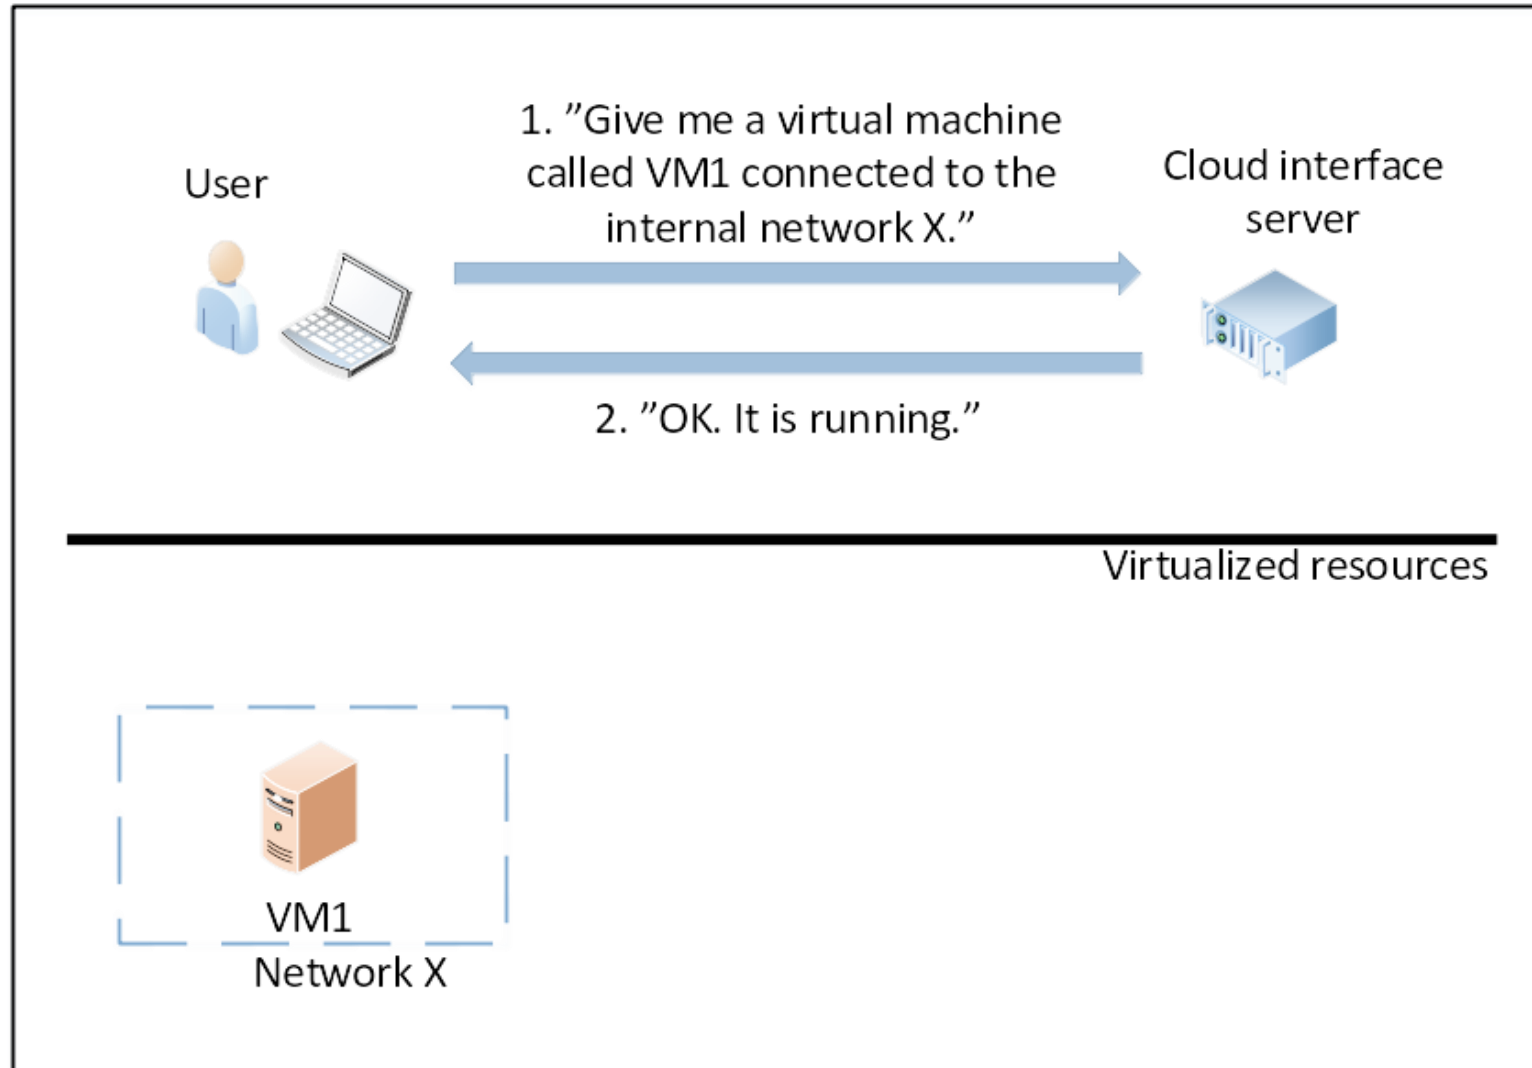 1. ”Give me a virtual machine
called VM1 connected to the
internal network X.”
User
Cloud interface
server
2. ”OK. It is running.”
Virtualized resources
VM1
Network X